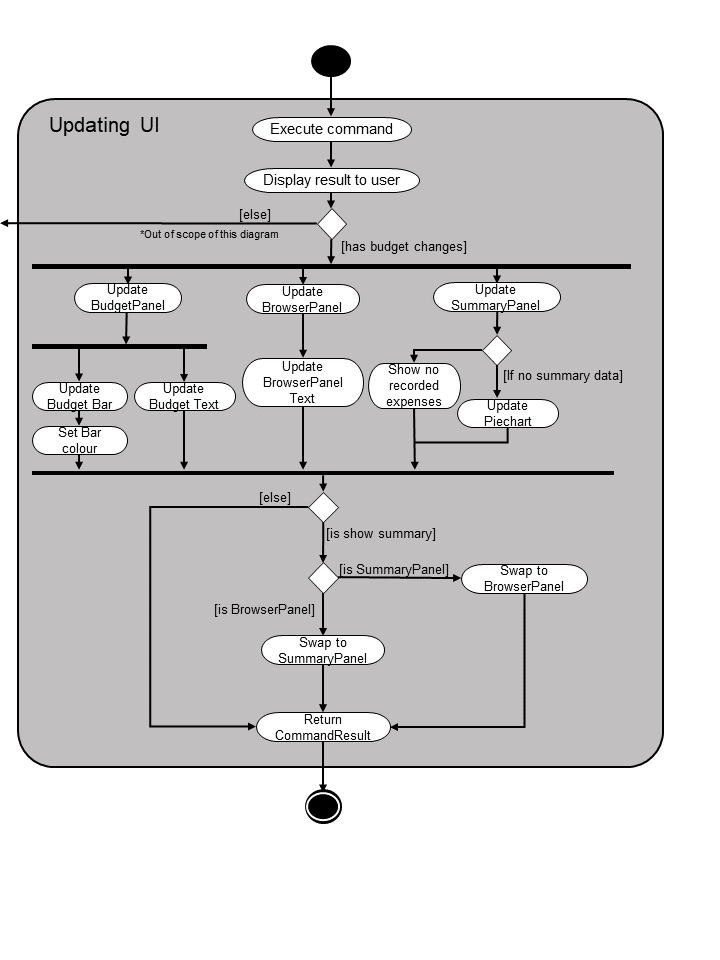 Updating UI
Execute command
Display result to user
[else]
*Out of scope of this diagram
[has budget changes]
Update
BudgetPanel
Update
BrowserPanel
Update
SummaryPanel
Update
Budget Bar
Update
Budget Text
Update
BrowserPanel
Text
Show no
recorded
expenses
[If no summary data]
Update
Piechart
Set Bar
colour
[else]
[is show summary]
[is SummaryPanel]
Swap to
BrowserPanel
[is BrowserPanel]
Swap to
SummaryPanel
Return
CommandResult